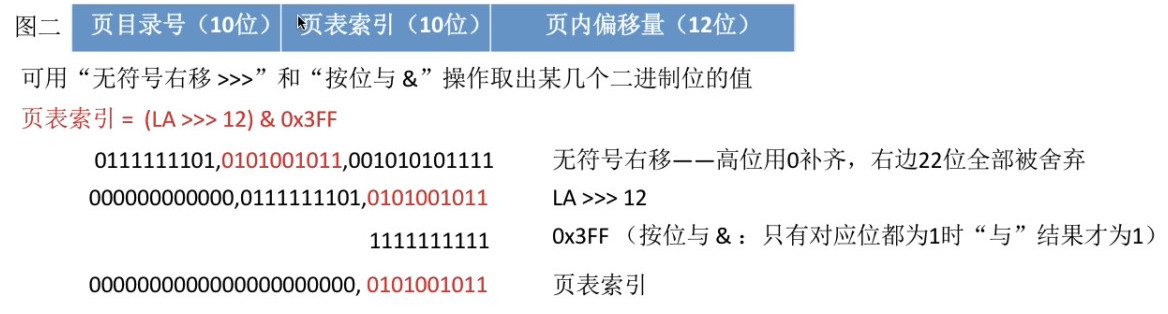 图二 页目录号（10位） 页表索引（10位） 页内偏移量（12位）
可用“无符号右移 >>>”和“按位与 &”操作取出某几个二进制位的值
页表索引 = (LA >>> 12) & 0x3FF
0111111101,0101001011,001010101111 无符号右移——高位用0补齐，右边22位全部被舍弃
000000000000,0111111101,0101001011 LA >>> 12
1111111111 0x3FF （按位与 & ：只有对应位都为1时“与”结果才为1）
0000000000000000000000, 0101001011 页表索引